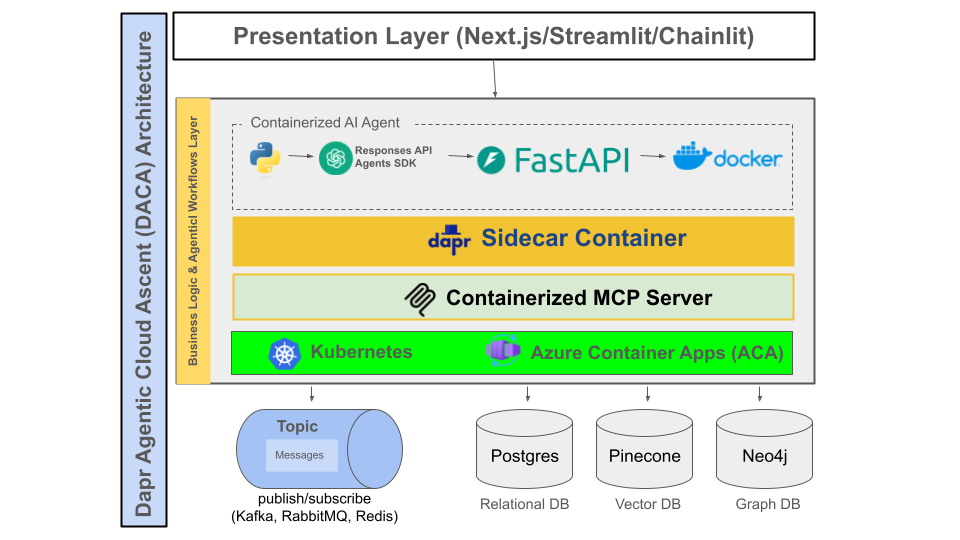 Dapr Agentic Cloud Ascent (DACA) Architecture
Presentation Layer (Next.js/Streamlit/Chainlit)
Business Logic & Agenticl Workflows Layer
Containerized AI Agent
Responses API
Agents SDK
FastAPI
docker
dapr Sidecar Container
Containerized MCP Server
Kubernetes
Azure Container Apps (ACA)
Topic
Messages
publish/subscribe
(Kafka, RabbitMQ, Redis)
Postgres
Relational DB
Pinecone
Vector DB
Neo4j
Graph DB